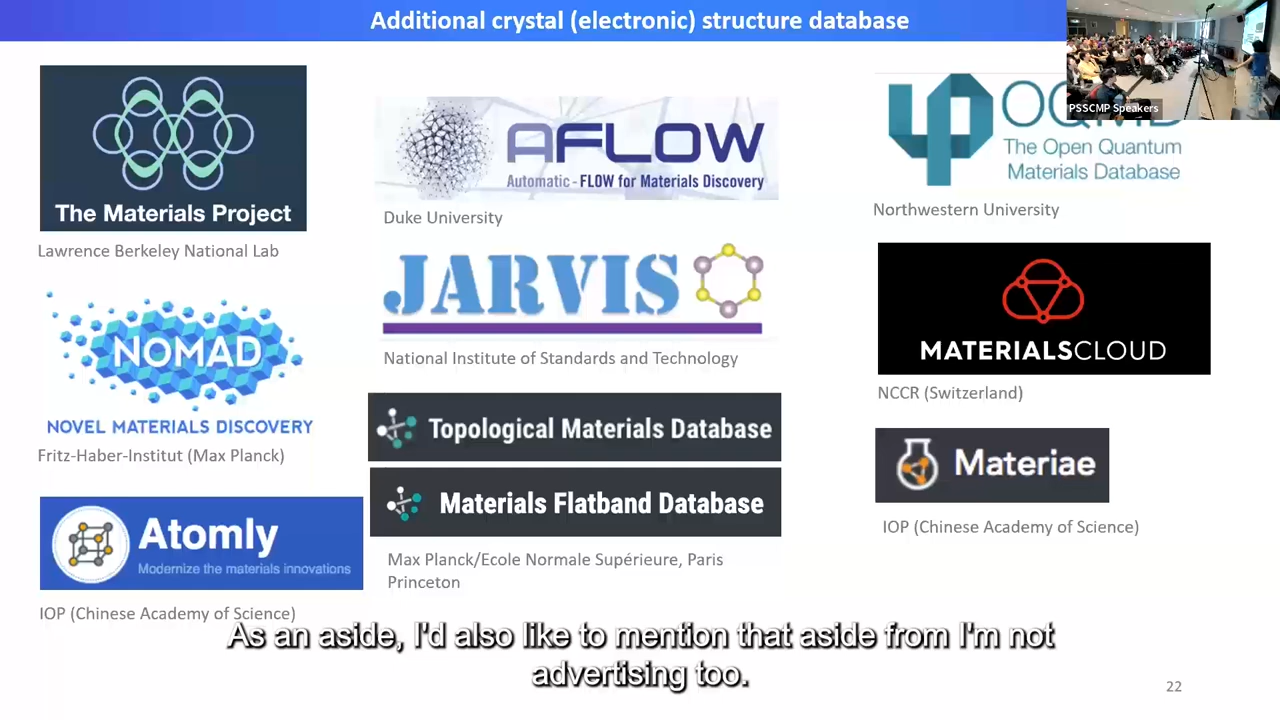 Additional crystal (electronic) structure database
PSSCMP Speakers
The Materials Project
Lawrence Berkeley National Lab
AFLOW
Automatic - FLOW for Materials Discovery
Duke University
OQMD
The Open Quantum
Materials Database
Northwestern University
NOMAD
NOVEL MATERIALS DISCOVERY
Fritz-Haber-Institut (Max Planck)
JARVIS
National Institute of Standards and Technology
MATERIALSCLOUD
NCCR (Switzerland)
Topological Materials Database
Materials Flatband Database
Max Planck/Ecole Normale Supérieure, Paris
Princeton
Materiae
IOP (Chinese Academy of Science)
Atomly
Modernize the materials innovations
IOP (Chinese Academy of Science)
As an aside, I'd also like to mention that aside from I'm not
advertising too.
22